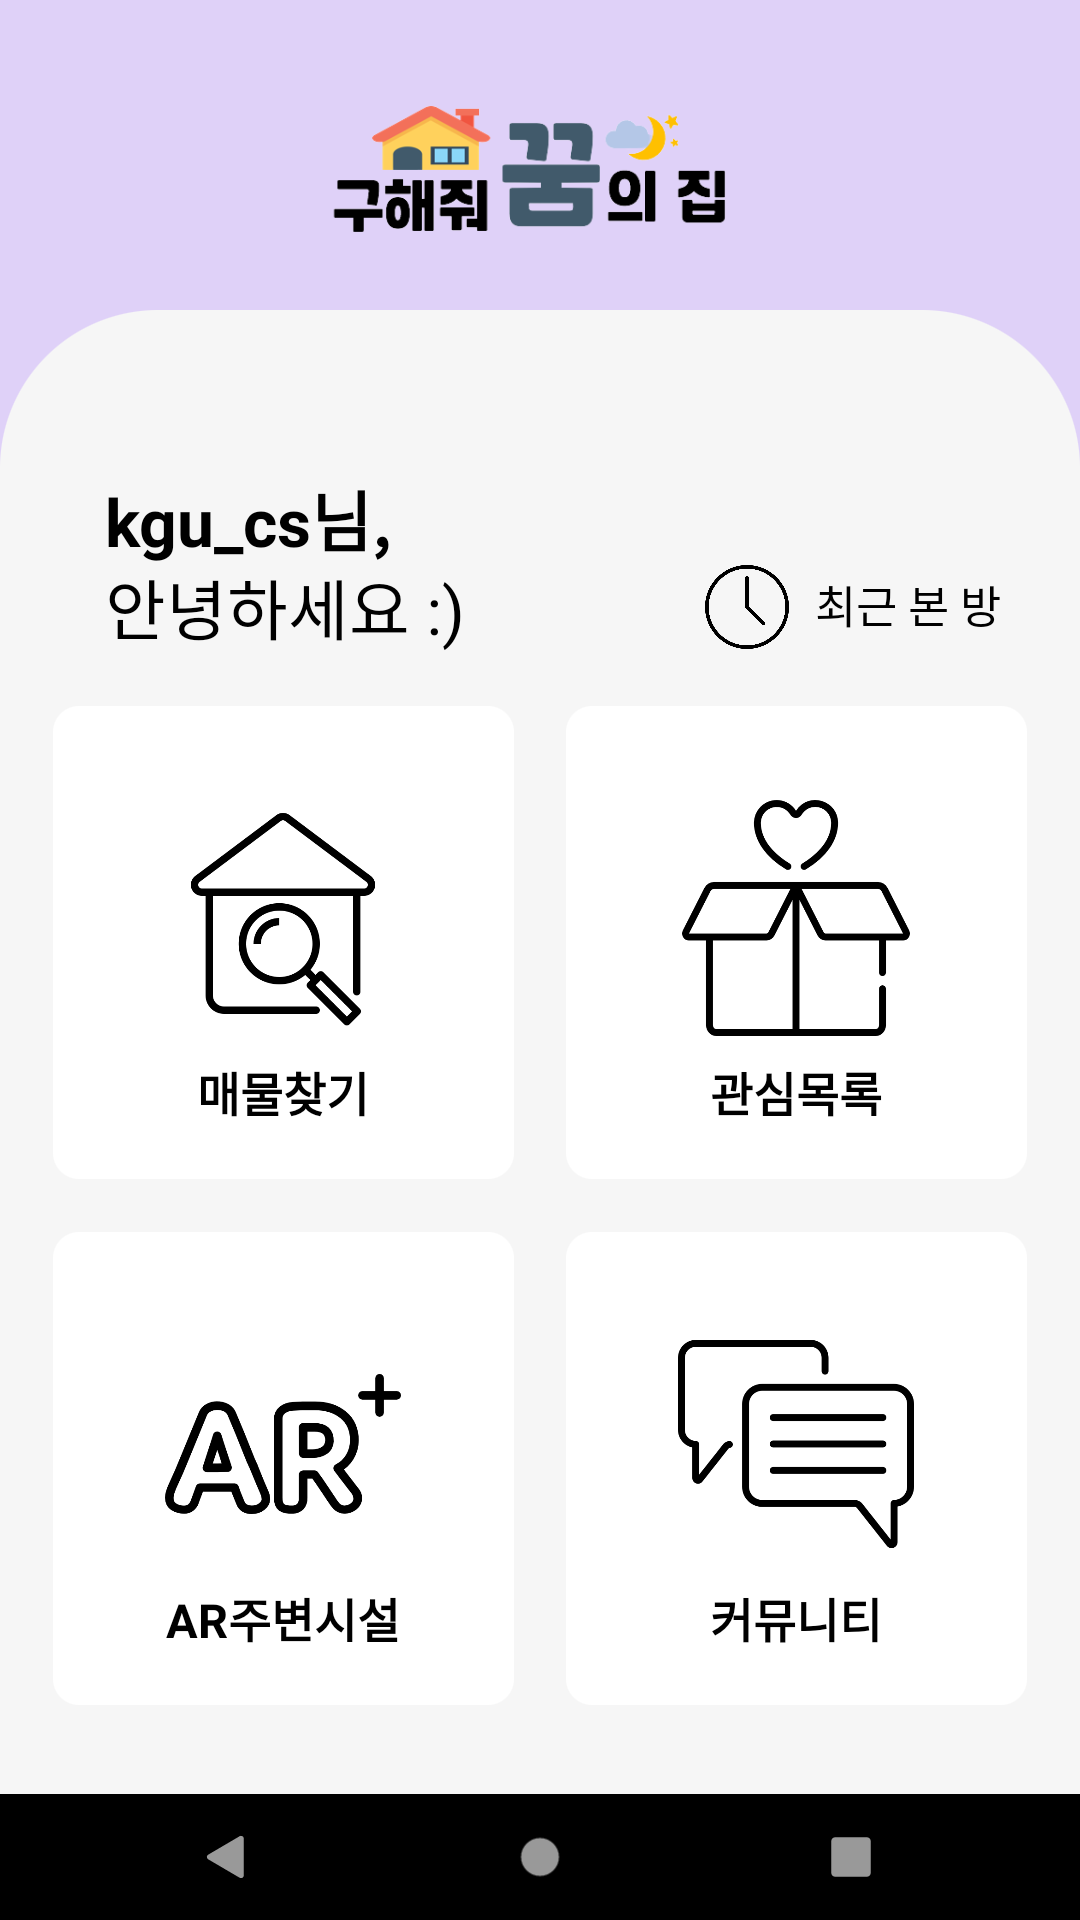 구해줘 꿈의 집
kgu_cs님,
안녕하세요 :)
최근 본 방
매물찾기
관심목록
AR+
AR주변시설
커뮤니티